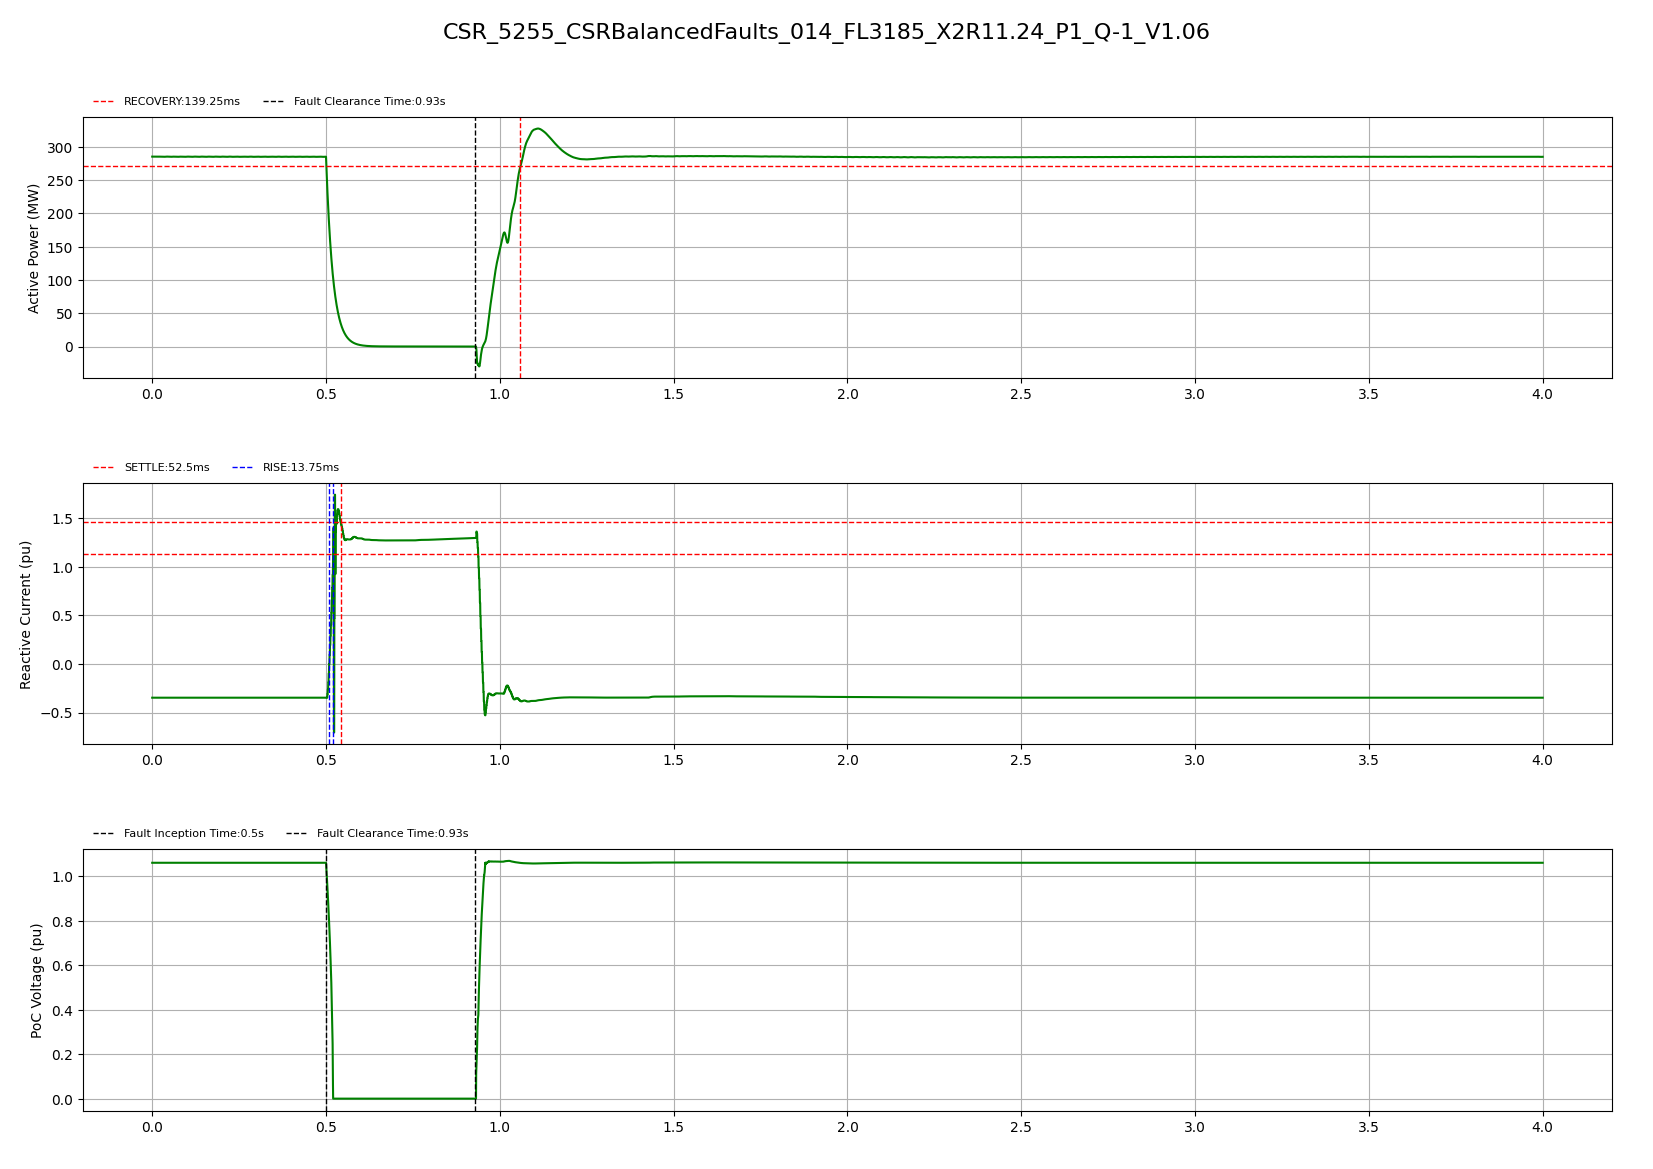 CSR_5255_CSRBalancedFaults_014_FL3185_X2R11.24_P1_Q-1_V1.06
RECOVERY:139.25ms Fault Clearance Time:0.93s
Active Power (MW)
300
250
200
150
100
50
0
0.0 0.5 1.0 1.5 2.0 2.5 3.0 3.5 4.0
SETTLE:52.5ms RISE:13.75ms
Reactive Current (pu)
1.5
1.0
0.5
0.0
−0.5
0.0 0.5 1.0 1.5 2.0 2.5 3.0 3.5 4.0
Fault Inception Time:0.5s Fault Clearance Time:0.93s
PoC Voltage (pu)
1.0
0.8
0.6
0.4
0.2
0.0
0.0 0.5 1.0 1.5 2.0 2.5 3.0 3.5 4.0